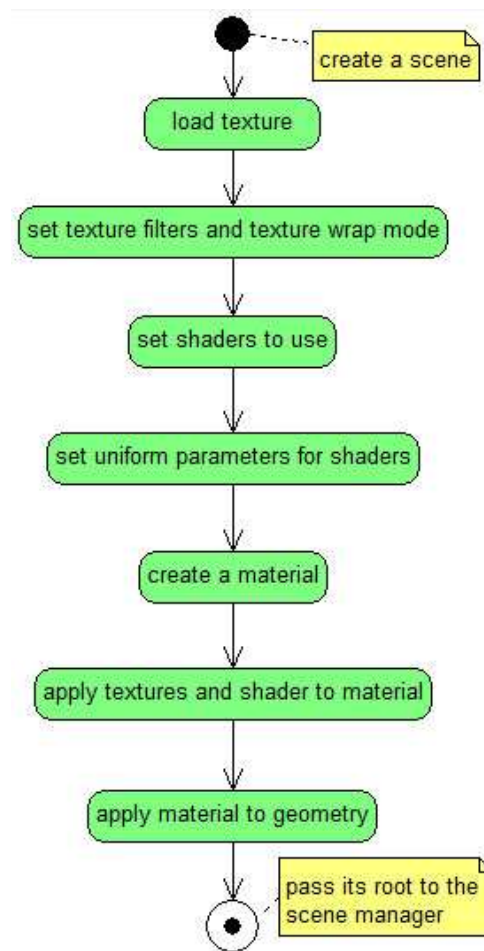 create a scene
load texture
set texture filters and texture wrap mode
set shaders to use
set uniform parameters for shaders
create a material
apply textures and shader to material
apply material to geometry
pass its root to the
scene manager